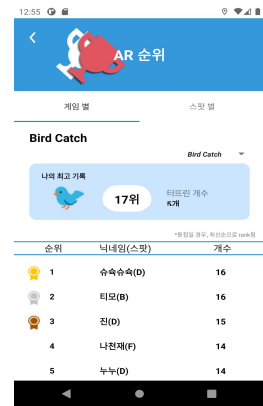 12:55
AR 순위
게임 별
스팟 별
Bird Catch
Bird Catch
나의 최고 기록
17위
터뜨린 개수
5개
*동점일 경우, 최신순으로 rank됨
순위 닉네임(스팟) 개수
1 슈슉슈슉(D) 16
2 티모(B) 16
3 진(D) 15
4 나천재(F) 14
5 누누(D) 14